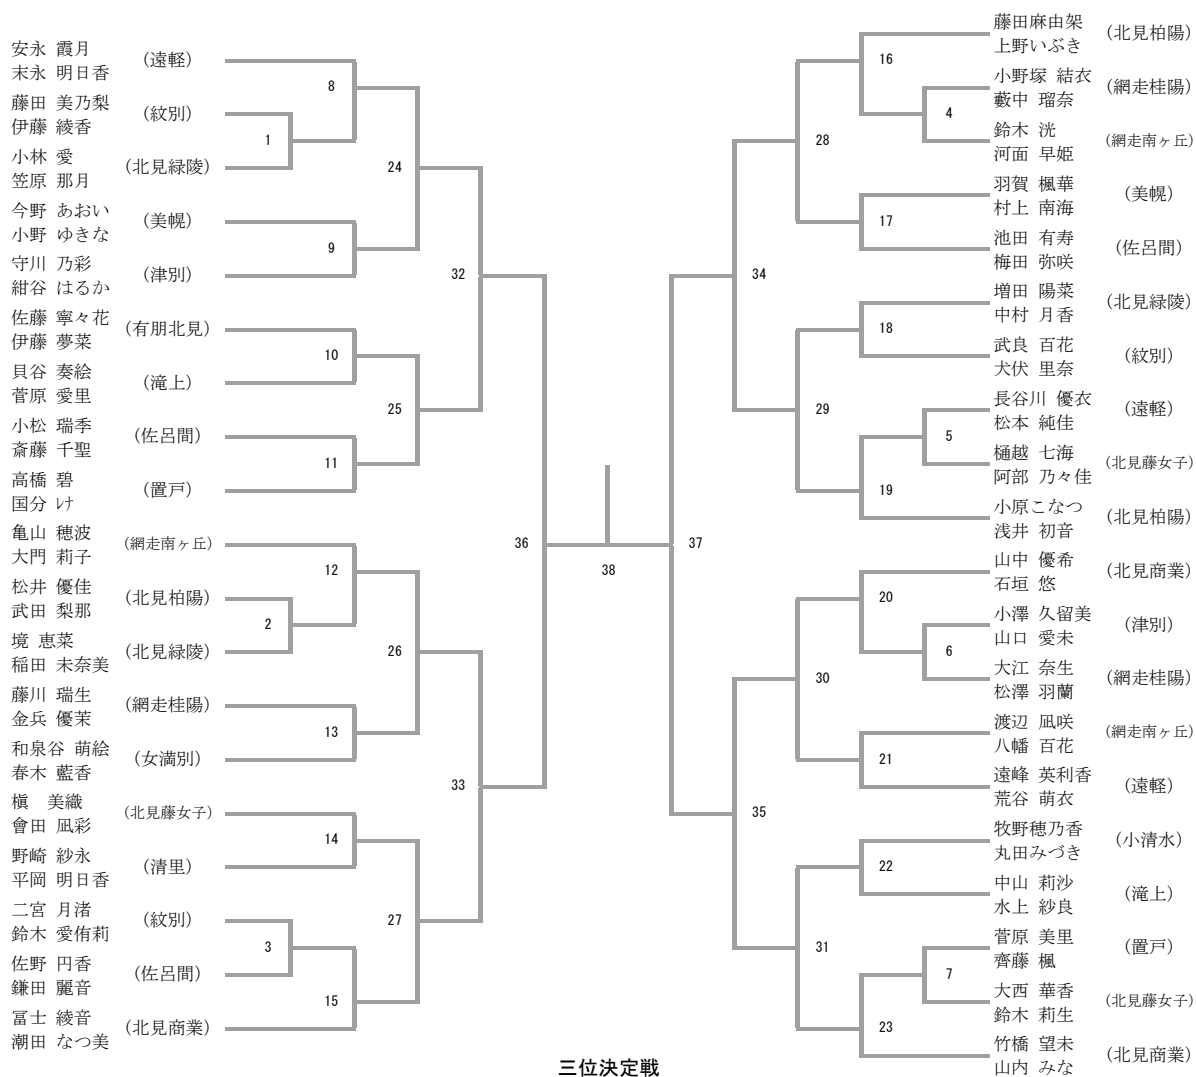 安永 霞月
末永 明日香
(遠軽)
藤田 美乃梨
伊藤 綾香
(紋別)
小林 愛
笠原 那月
(北見緑陵)
今野 あおい
小野 ゆきな
(美幌)
守川 乃彩
紺谷 はるか
(津別)
佐藤 寧々花
伊藤 夢菜
(有朋北見)
貝谷 奏絵
菅原 愛里
(滝上)
小松 瑞季
斎藤 千聖
(佐呂間)
高橋 碧
国分 け
(置戸)
亀山 穂波
大門 莉子
(網走南ヶ丘)
松井 優佳
武田 梨那
(北見柏陽)
境 恵菜
稲田 未奈美
(北見緑陵)
藤川 瑞生
金兵 優茉
(網走桂陽)
和泉谷 萌絵
春木 藍香
(女満別)
槇 美織
會田 凪彩
(北見藤女子)
野崎 紗永
平岡 明日香
(清里)
二宮 月渚
鈴木 愛侑莉
(紋別)
佐野 円香
鎌田 麗音
(佐呂間)
冨士 綾音
潮田 なつ美
(北見商業)
1
2
3
8
9
10
11
12
13
14
15
24
25
26
27
32
33
36
38
37
34
35
28
29
30
31
16
17
18
19
20
21
22
23
4
5
6
7
藤田麻由架
上野いぶき
(北見柏陽)
小野塚 結衣
藪中 瑠奈
(網走桂陽)
鈴木 洸
河面 早姫
(網走南ヶ丘)
羽賀 楓華
村上 南海
(美幌)
池田 有寿
梅田 弥咲
(佐呂間)
増田 陽菜
中村 月香
(北見緑陵)
武良 百花
犬伏 里奈
(紋別)
長谷川 優衣
松本 純佳
(遠軽)
樋越 七海
阿部 乃々佳
(北見藤女子)
小原こなつ
浅井 初音
(北見柏陽)
山中 優希
石垣 悠
(北見商業)
小澤 久留美
山口 愛未
(津別)
大江 奈生
松澤 羽蘭
(網走桂陽)
渡辺 凪咲
八幡 百花
(網走南ヶ丘)
遠峰 英利香
荒谷 萌衣
(遠軽)
牧野穂乃香
丸田みづき
(小清水)
中山 莉沙
水上 紗良
(滝上)
菅原 美里
齊藤 楓
(置戸)
大西 華香
鈴木 莉生
(北見藤女子)
竹橋 望未
山内 みな
(北見商業)
三位決定戦